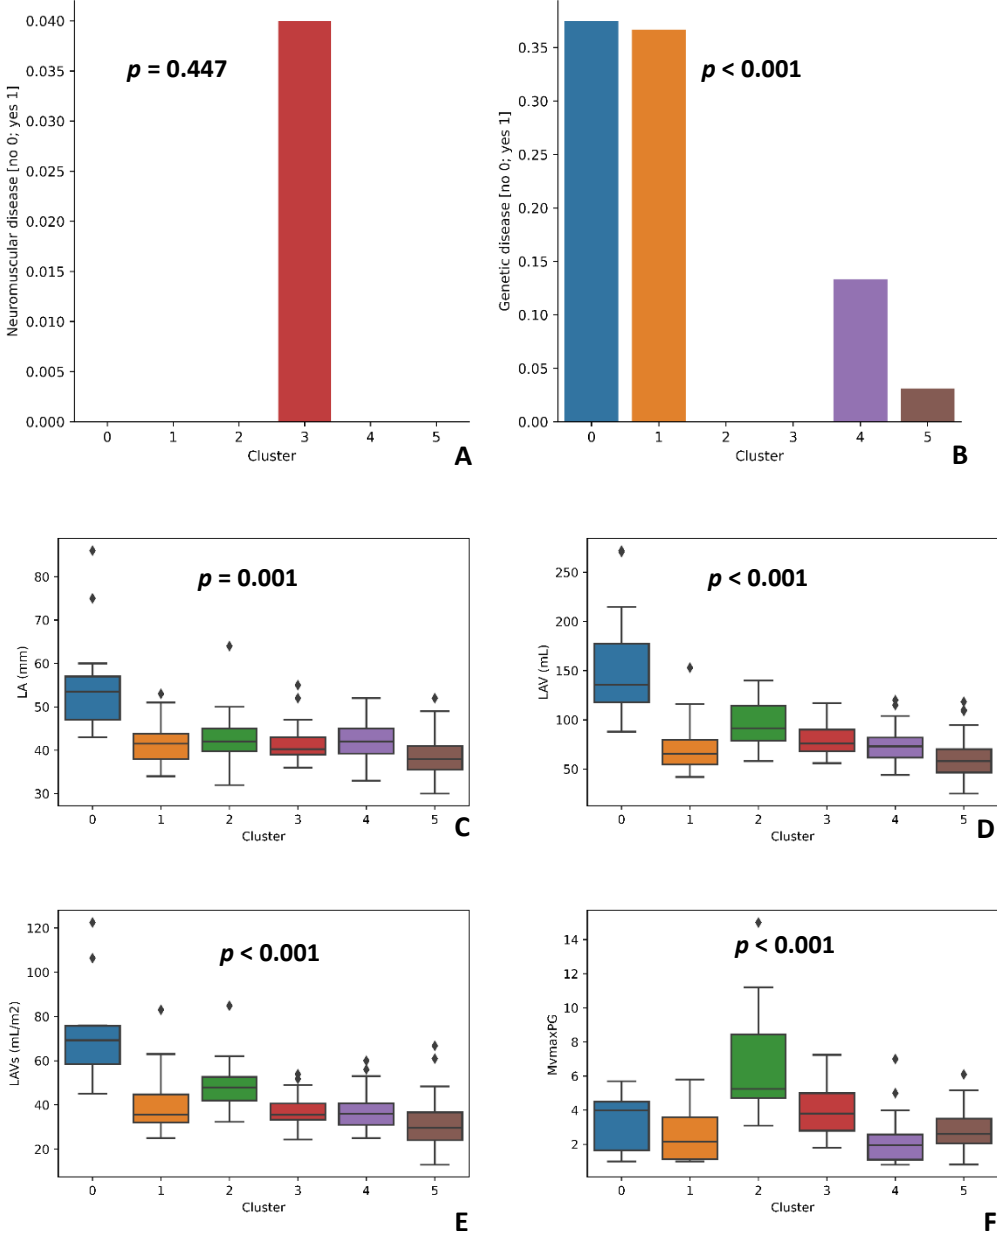 0.040
0.035
0.030
0.025
0.020
0.015
0.010
0.005
0.000
Neuromuscular disease [no 0; yes 1]
p = 0.447
0 1 2 3 4 5
Cluster
A
0.35
0.30
0.25
0.20
0.15
0.10
0.05
0.00
Genetic disease [no 0; yes 1]
p < 0.001
0 1 2 3 4 5
Cluster
B
80
70
60
50
40
30
LA (mm)
p = 0.001
0 1 2 3 4 5
Cluster
C
250
200
150
100
50
LAV (mL)
p < 0.001
0 1 2 3 4 5
Cluster
D
120
100
80
60
40
20
LAVs (mL/m2)
p < 0.001
0 1 2 3 4 5
Cluster
E
14
12
10
8
6
4
2
MvmaxPG
p < 0.001
0 1 2 3 4 5
Cluster
F